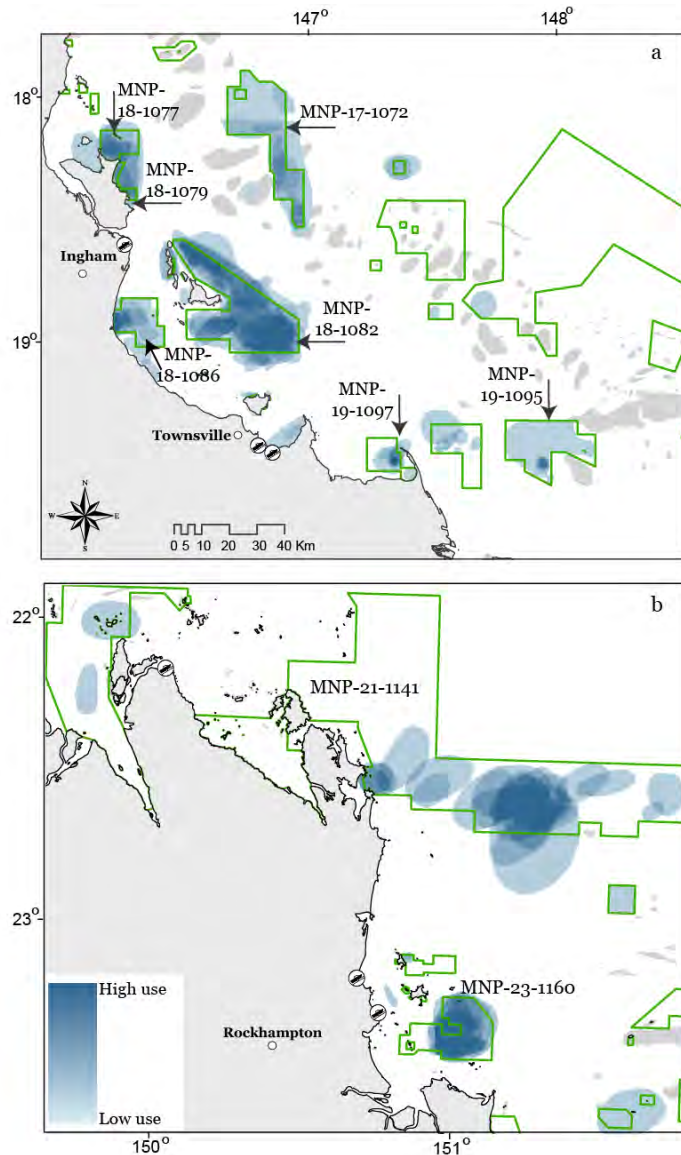 147°
148°
a
18°
MNP-
18-1077
MNP-17-1072
MNP-
18-1079
Ingham
19°
MNP-
18-1082
MNP-
18-1086
MNP-
19-1097
MNP-
19-1095
Townsville
N
W
E
S
0 5 10 20 30 40 Km
b
22°
MNP-21-1141
23°
High use
MNP-23-1160
Rockhampton
Low use
150°
151°